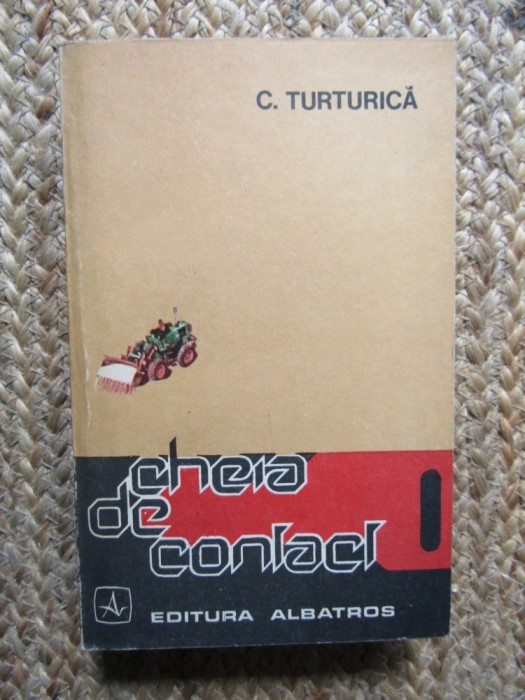 C. TURTURICĂ
cheia
de
contact
EDITURA ALBATROS